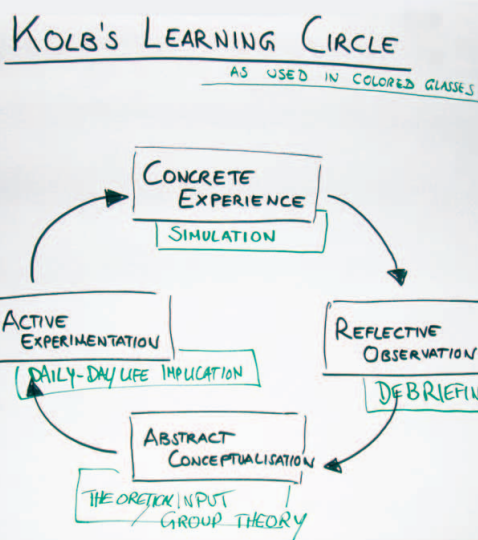 KOLB'S LEARNING CIRCLE
AS USED IN COLORED GLASSES
CONCRETE
EXPERIENCE
SIMULATION
ACTIVE
EXPERIMENTATION
DAILY-DAY LIFE IMPLICATION
REFLECTIVE
OBSERVATION
DEBRIEFIN
ABSTRACT
CONCEPTUALISATION
INPUT
GROUP THEORY